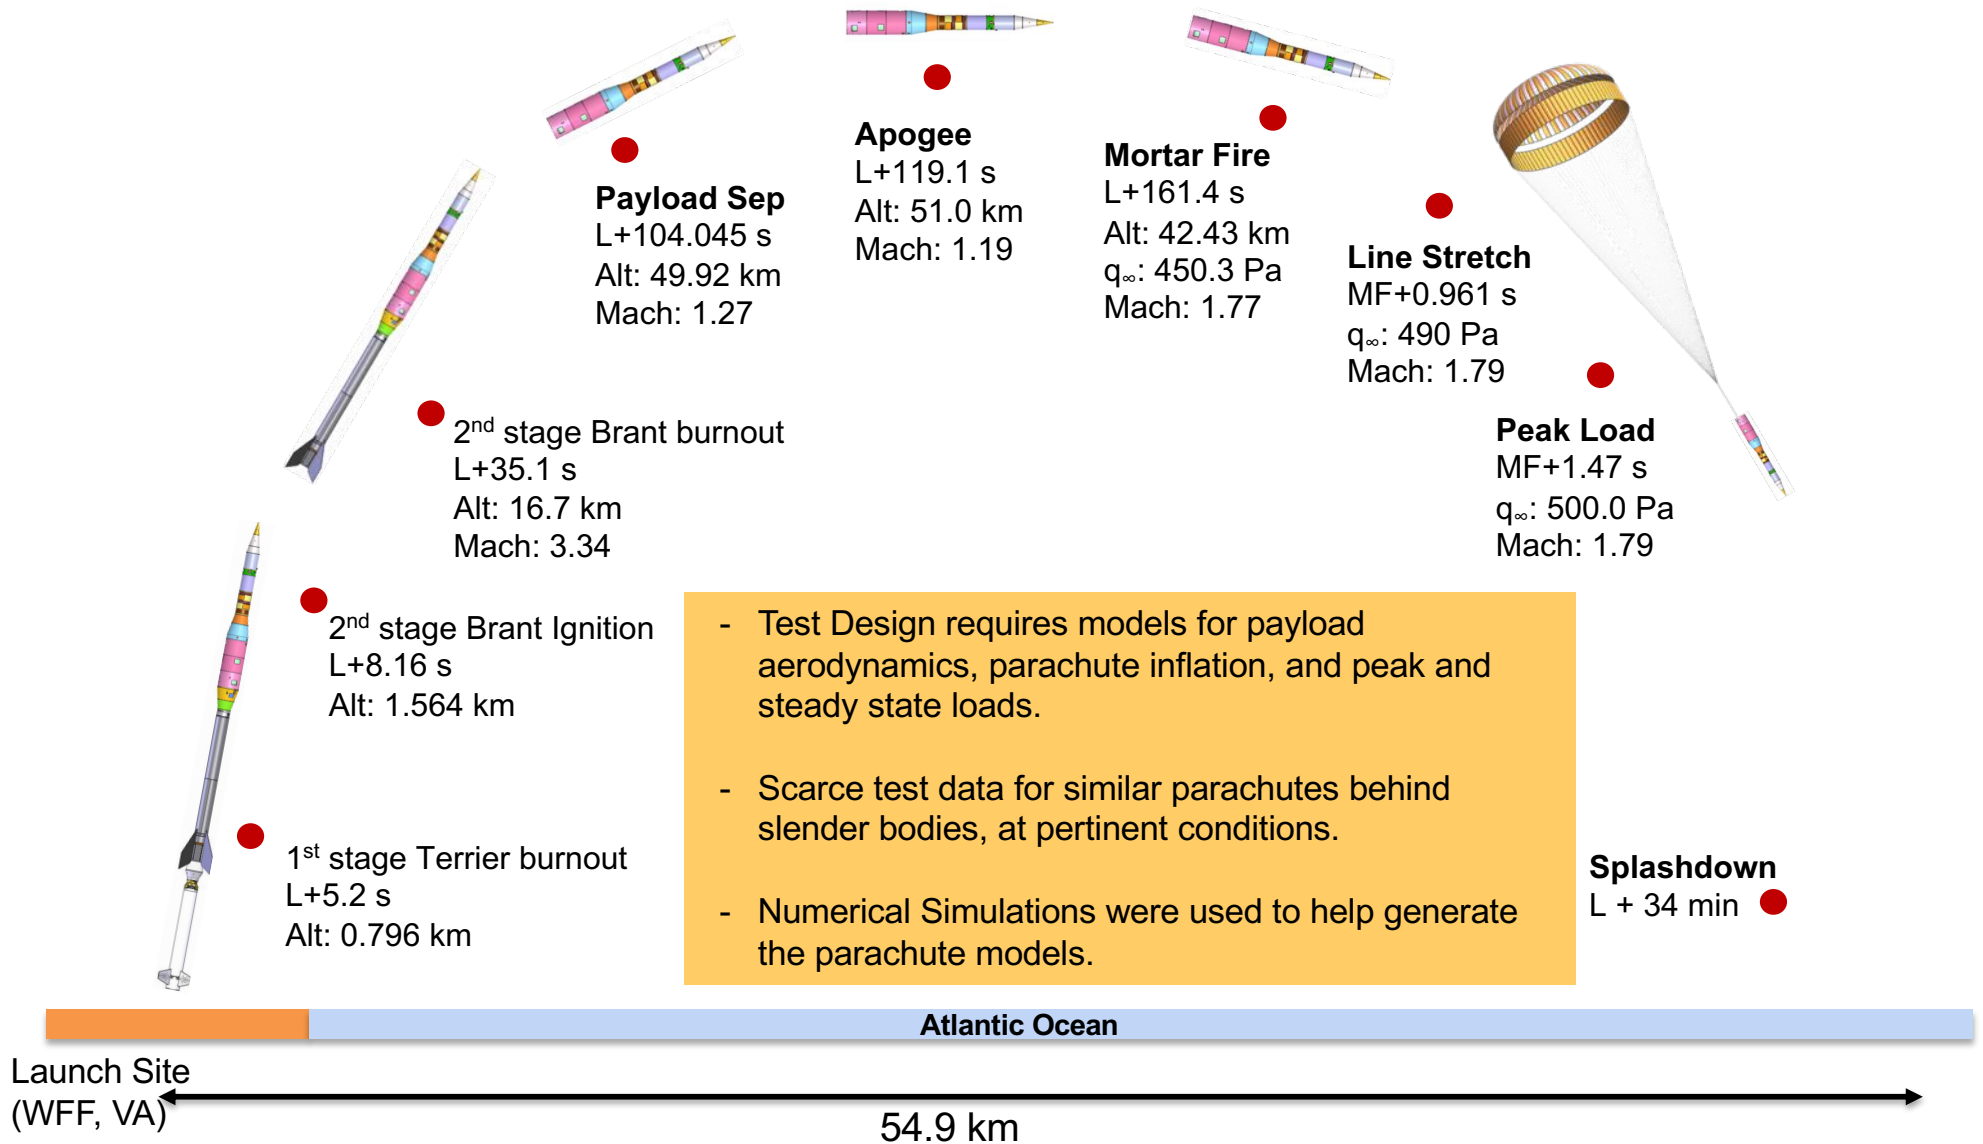 Apogee
L+119.1 s
Alt: 51.0 km
Mach: 1.19
Mortar Fire
L+161.4 s
Alt: 42.43 km
q∞: 450.3 Pa
Mach: 1.77
Payload Sep
L+104.045 s
Alt: 49.92 km
Mach: 1.27
Line Stretch
MF+0.961 s
q∞: 490 Pa
Mach: 1.79
2nd stage Brant burnout
L+35.1 s
Alt: 16.7 km
Mach: 3.34
Peak Load
MF+1.47 s
q∞: 500.0 Pa
Mach: 1.79
2nd stage Brant Ignition
L+8.16 s
Alt: 1.564 km
- Test Design requires models for payload
aerodynamics, parachute inflation, and peak and
steady state loads.
- Scarce test data for similar parachutes behind
slender bodies, at pertinent conditions.
- Numerical Simulations were used to help generate
the parachute models.
1st stage Terrier burnout
L+5.2 s
Alt: 0.796 km
Splashdown
L + 34 min
Atlantic Ocean
Launch Site
(WFF, VA)
54.9 km